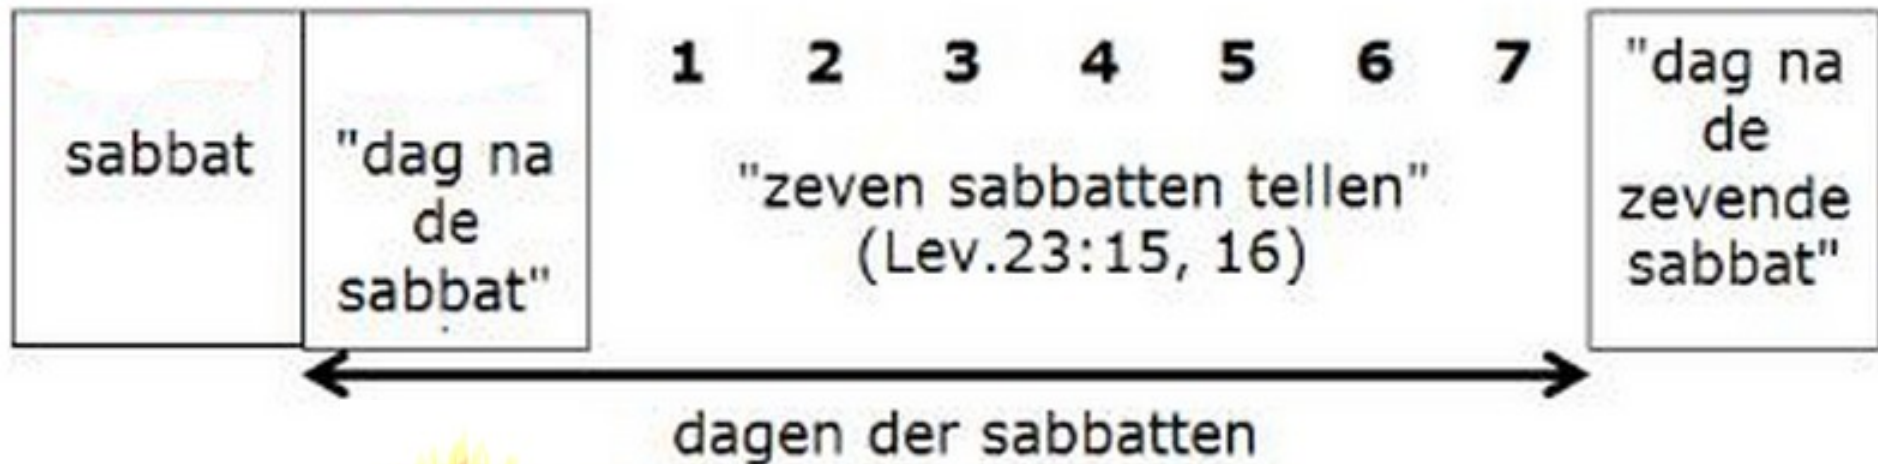 sabbat
"dag na
de
sabbat"
1 2 3 4 5 6 7
"zeven sabbatten tellen"
(Lev.23:15, 16)
"dag na
de
zevende
sabbat"
dagen der sabbatten